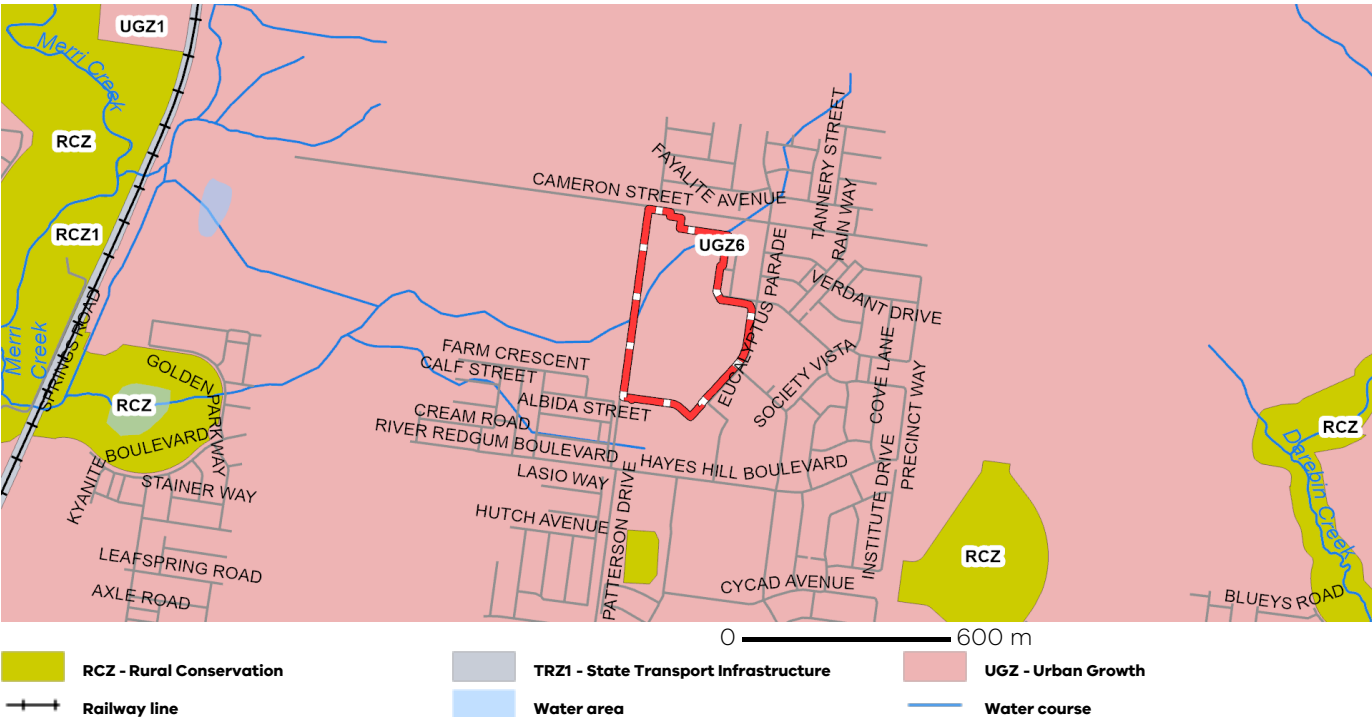 UGZ1
Merri Creek
RCZ
TANNERY STREET
FAYALITE AVENUE
CAMERON STREET
RAIN WAY
RCZ1
UGZ6
EUCALYPTUS PARADE
VERDANT DRIVE
SPRINGS ROAD
Merri
Creek
FARM CRESCENT
CALF STREET
SOCIETY VISTA
COVE LANE
PRECINCT WAY
GOLDEN
PARKWAY
RCZ
ALBIDA STREET
CREAM ROAD
RIVER REDGUM BOULEVARD
BOULEVARD
KYANITE
HAYES HILL BOULEVARD
INSTITUTE DRIVE
RCZ
Darebin Creek
STAINER WAY
LASIO WAY
PATTERSON DRIVE
HUTCH AVENUE
RCZ
LEAFSPRING ROAD
AXLE ROAD
CYCAD AVENUE
BLUEYS ROAD
0 600 m
RCZ - Rural Conservation
TRZ1 - State Transport Infrastructure
UGZ - Urban Growth
Railway line
Water area
Water course